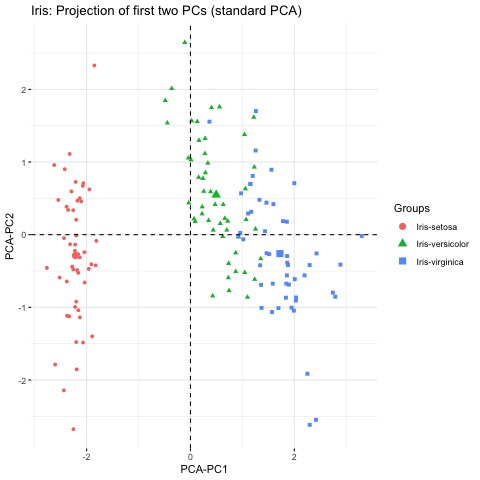 Iris: Projection of first two PCs (standard PCA)
PCA-PC2
2
1
0
-1
-2
-2
0
2
PCA-PC1
Groups
Iris-setosa
Iris-versicolor
Iris-virginica